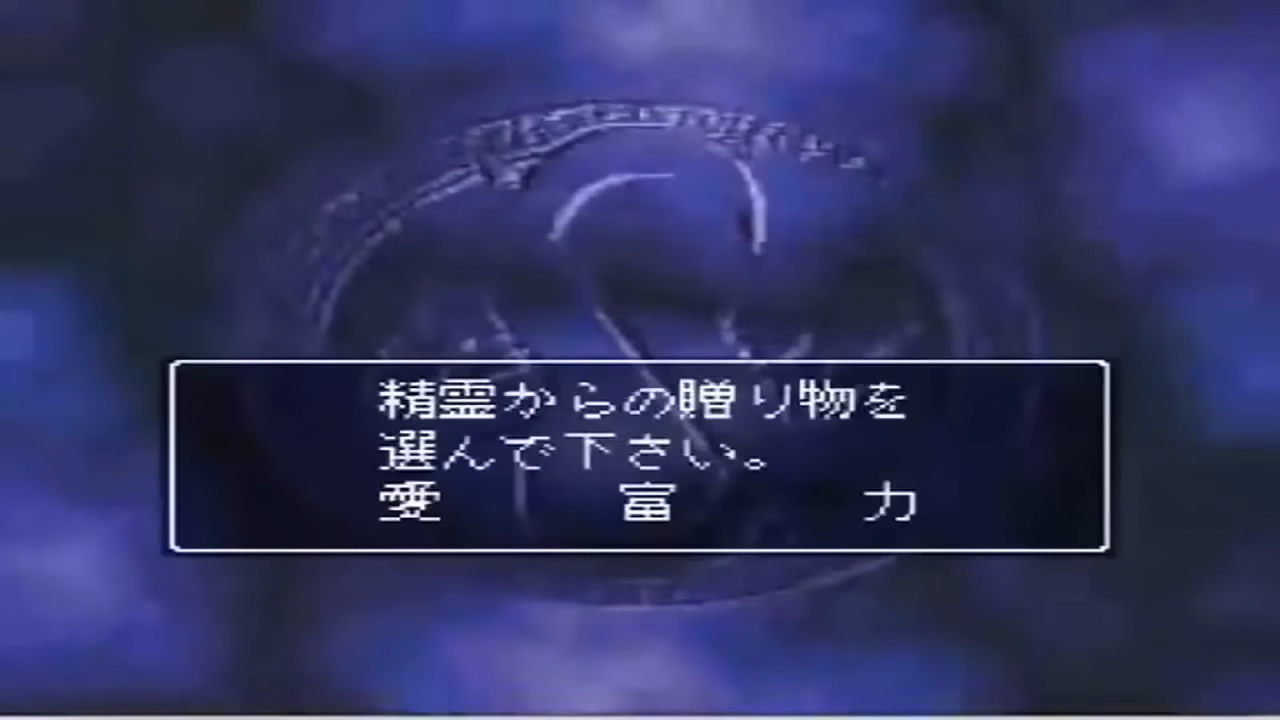 精霊からの贈り物を
選んで下さい。
愛 富 力